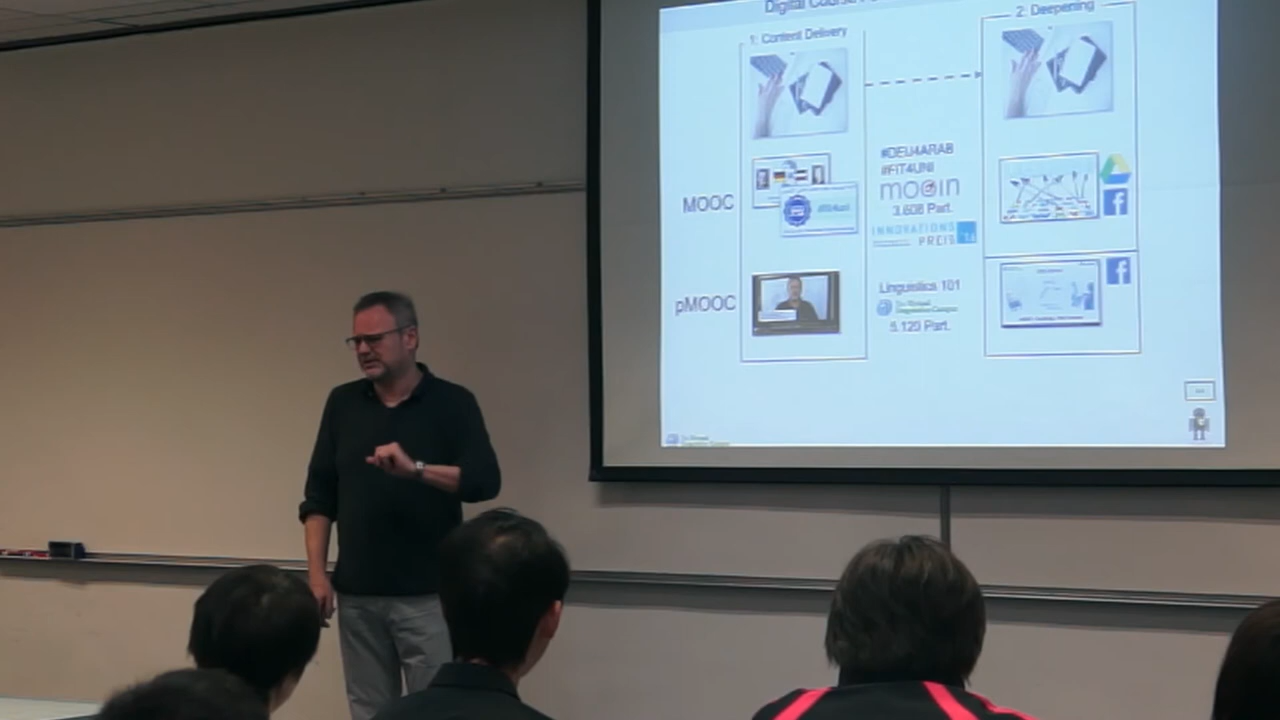 Digital Course
1: Content Delivery
2: Deepening
#DEU4ARAB
#FIT4UNI
MOOC
mooin
3.608 Part.
INNOVATIONS
PREIS
pMOOC
Linguistics 101
5.120 Part.